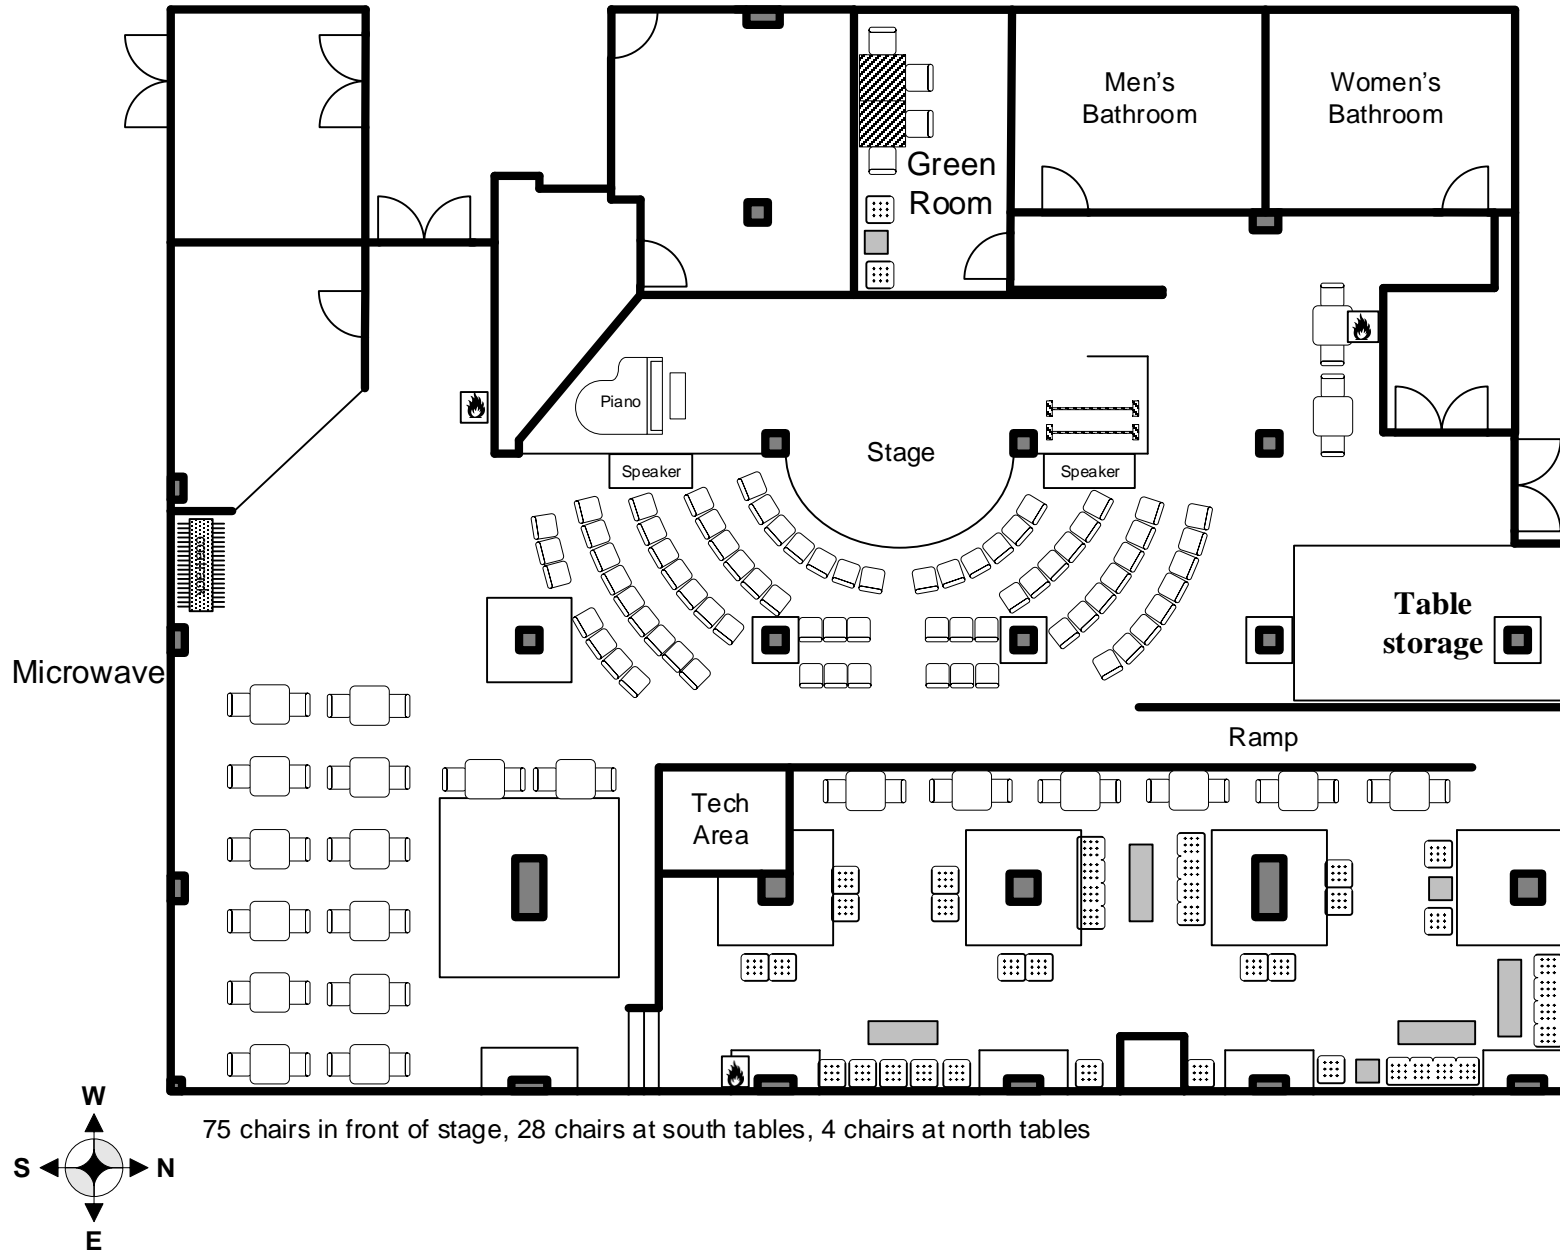 Men's
Bathroom
Women's
Bathroom
Green
Room
Piano
Stage
Speaker
Speaker
Table
storage
Microwave
Ramp
Tech
Area
75 chairs in front of stage, 28 chairs at south tables, 4 chairs at north tables
W
S
N
E